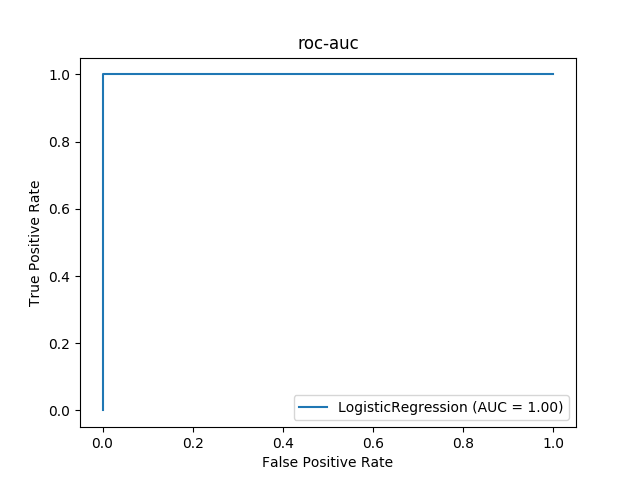 roc-auc
1.0
0.8
0.6
0.4
0.2
0.0
True Positive Rate
LogisticRegression (AUC = 1.00)
0.0 0.2 0.4 0.6 0.8 1.0
False Positive Rate